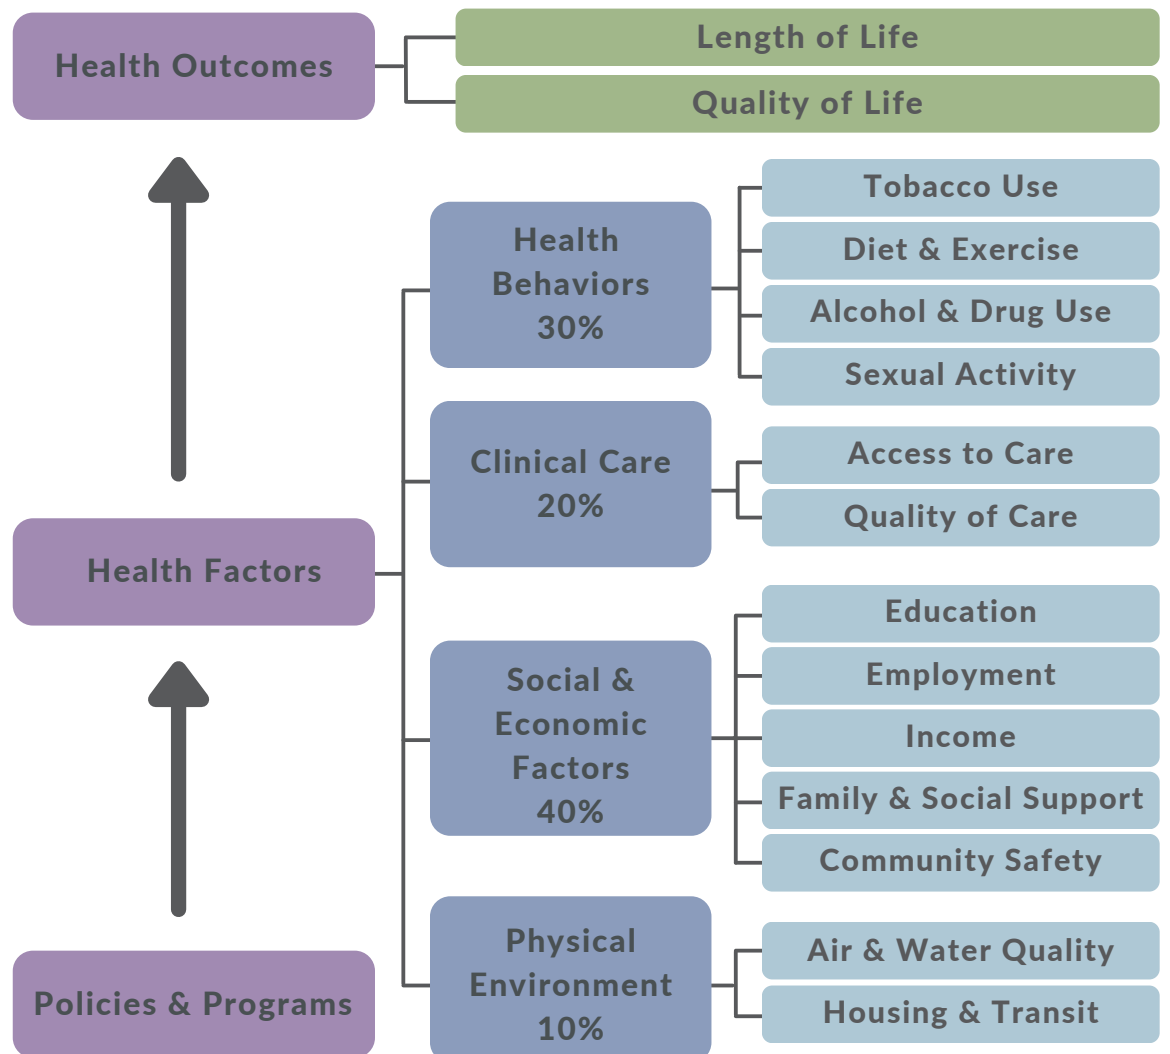 Health Outcomes
Length of Life
Quality of Life
Health
Behaviors
30%
Tobacco Use
Diet & Exercise
Alcohol & Drug Use
Sexual Activity
Clinical Care
20%
Access to Care
Quality of Care
Health Factors
Social &
Economic
Factors
40%
Education
Employment
Income
Family & Social Support
Community Safety
Physical
Environment
10%
Air & Water Quality
Housing & Transit
Policies & Programs